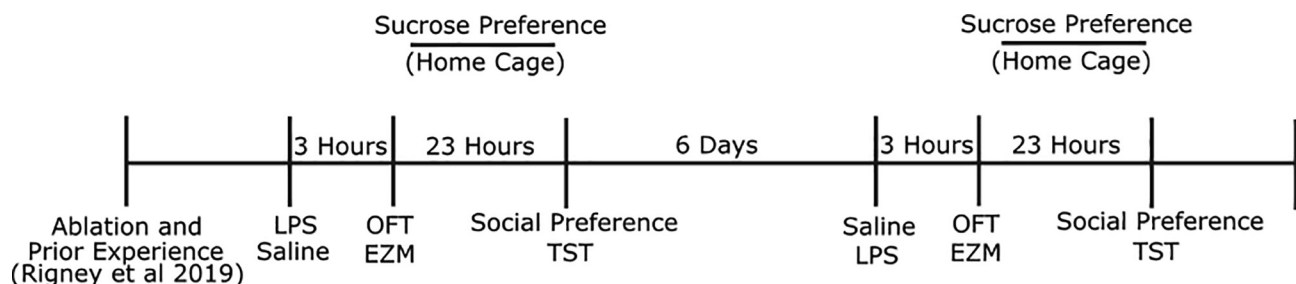 Sucrose Preference
(Home Cage)
Sucrose Preference
(Home Cage)
3 Hours
23 Hours
6 Days
3 Hours
23 Hours
Ablation and
Prior Experience
(Rigney et al 2019)
LPS
Saline
OFT
EZM
Social Preference
TST
Saline
LPS
OFT
EZM
Social Preference
TST